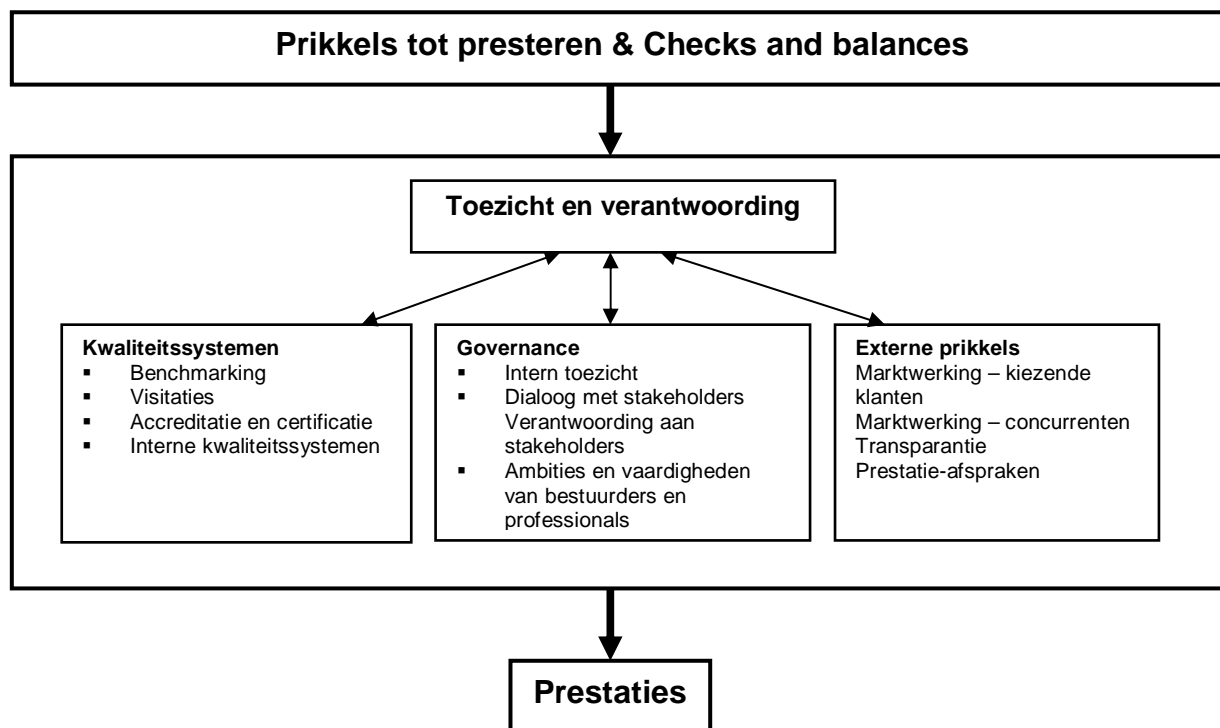 Prikkels tot presteren & Checks and balances
Toezicht en verantwoording
Kwaliteitssystemen
▪ Benchmarking
▪ Visitaties
▪ Accreditatie en certificatie
▪ Interne kwaliteitssystemen
Governance
▪ Intern toezicht
▪ Dialoog met stakeholders
Verantwoording aan
stakeholders
▪ Ambities en vaardigheden
van bestuurders en
professionals
Externe prikkels
Marktwerking – kiezende
klanten
Marktwerking – concurrenten
Transparantie
Prestatie-afspraken
Prestaties